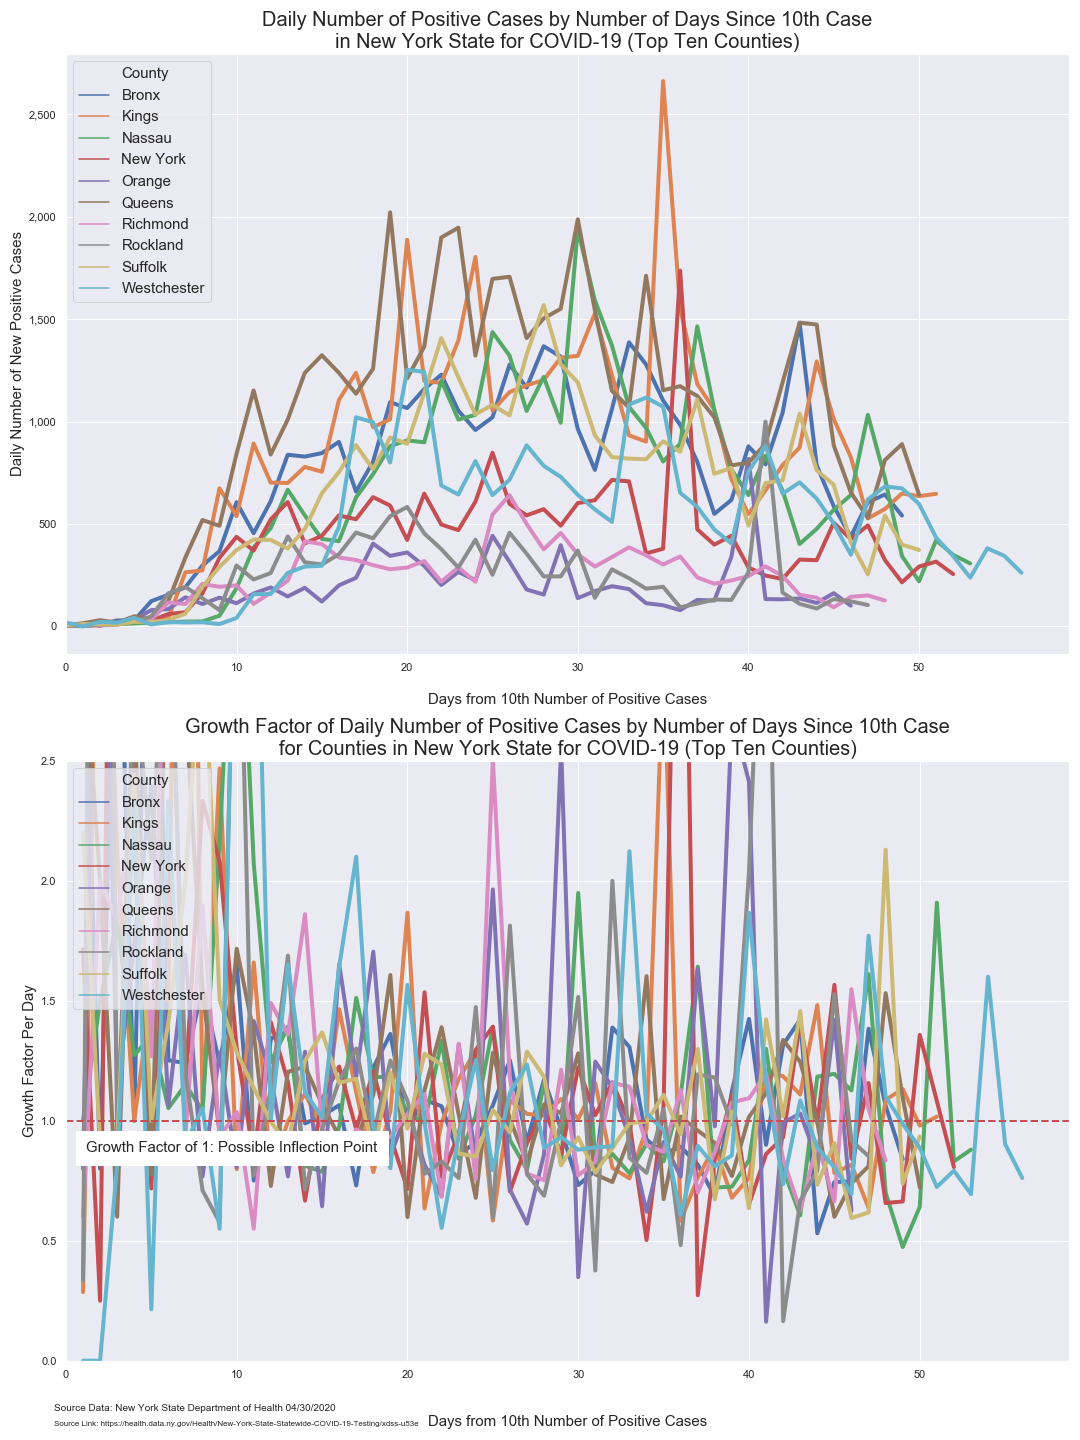 Daily Number of Positive Cases by Number of Days Since 10th Case
in New York State for COVID-19 (Top Ten Counties)
Daily Number of New Positive Cases
2,500
2,000
1,500
1,000
500
0
County
Bronx
Kings
Nassau
New York
Orange
Queens
Richmond
Rockland
Suffolk
Westchester
0 10 20 30 40 50
Days from 10th Number of Positive Cases
Growth Factor of Daily Number of Positive Cases by Number of Days Since 10th Case
for Counties in New York State for COVID-19 (Top Ten Counties)
Growth Factor Per Day
2.5
2.0
1.5
1.0
0.5
0.0
County
Bronx
Kings
Nassau
New York
Orange
Queens
Richmond
Rockland
Suffolk
Westchester
Growth Factor of 1: Possible Inflection Point
0 10 20 30 40 50
Days from 10th Number of Positive Cases
Source Data: New York State Department of Health 04/30/2020
Source Link: https://health.data.ny.gov/Health/New-York-State-Statewide-COVID-19-Testing/xdss-u53e